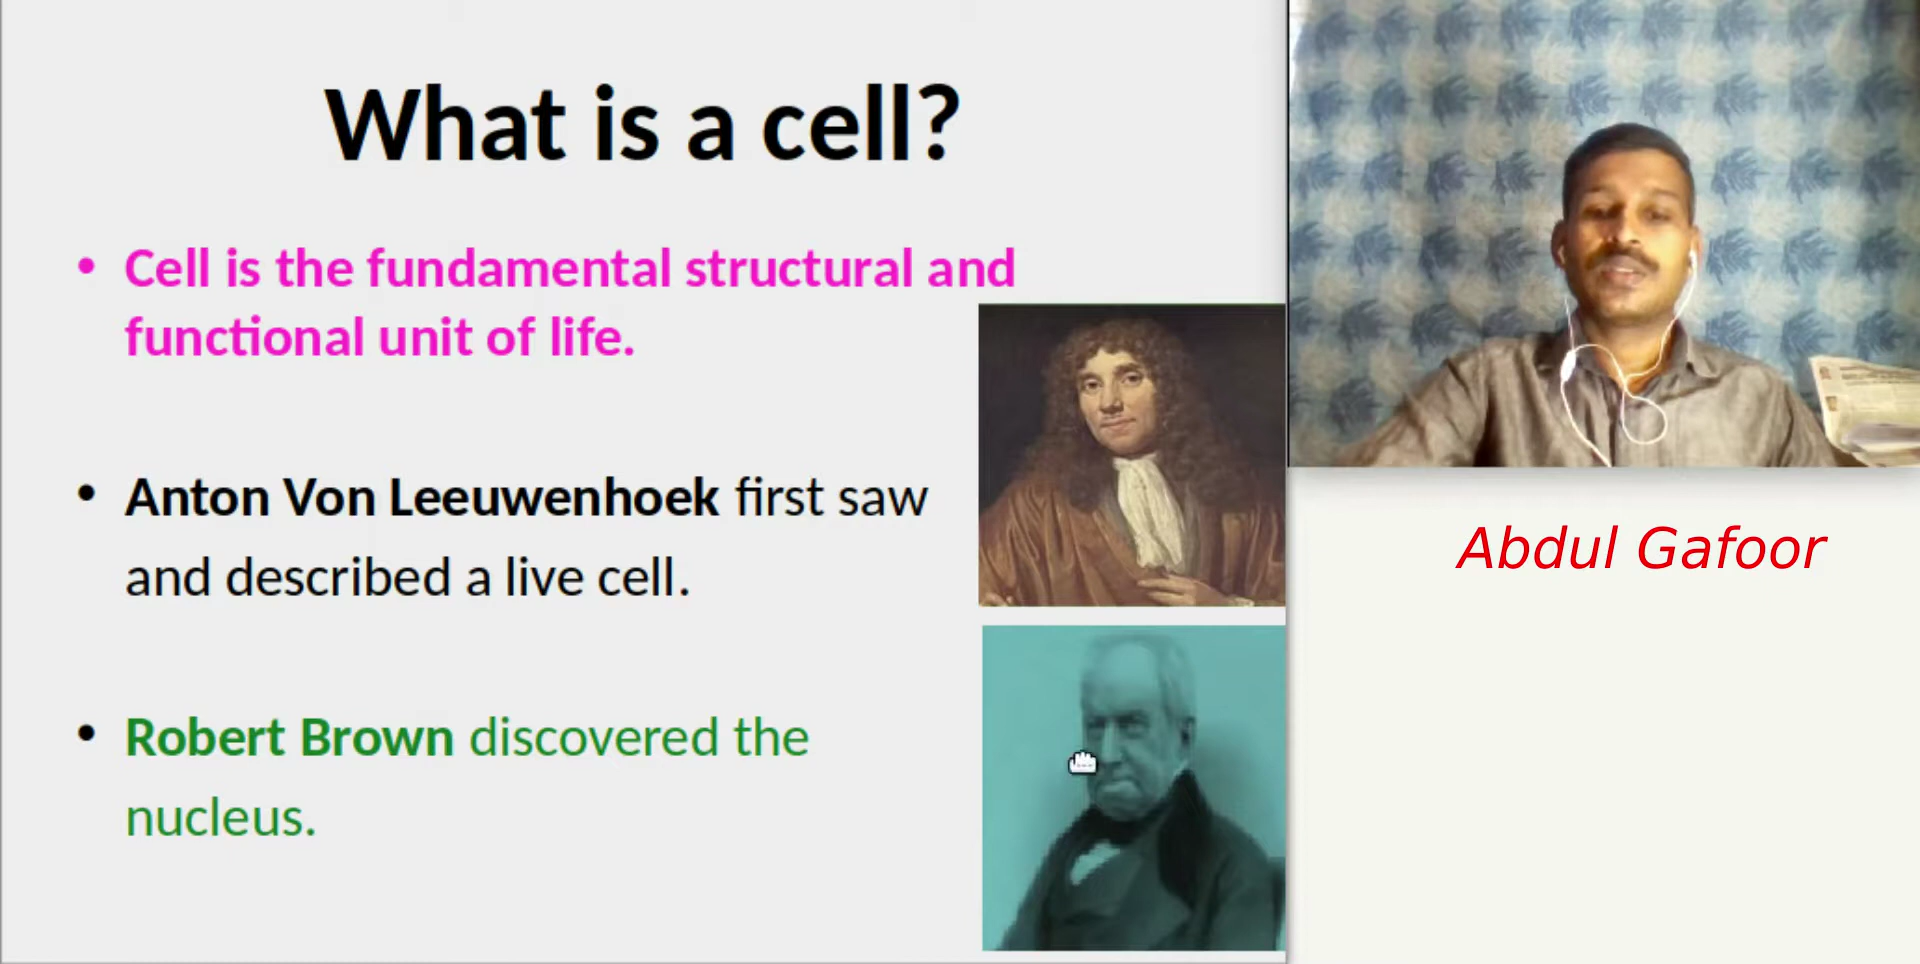 What is a cell?
• Cell is the fundamental structural and
functional unit of life.
• Anton Von Leeuwenhoek first saw
and described a live cell.
• Robert Brown discovered the
nucleus.
Abdul Gafoor